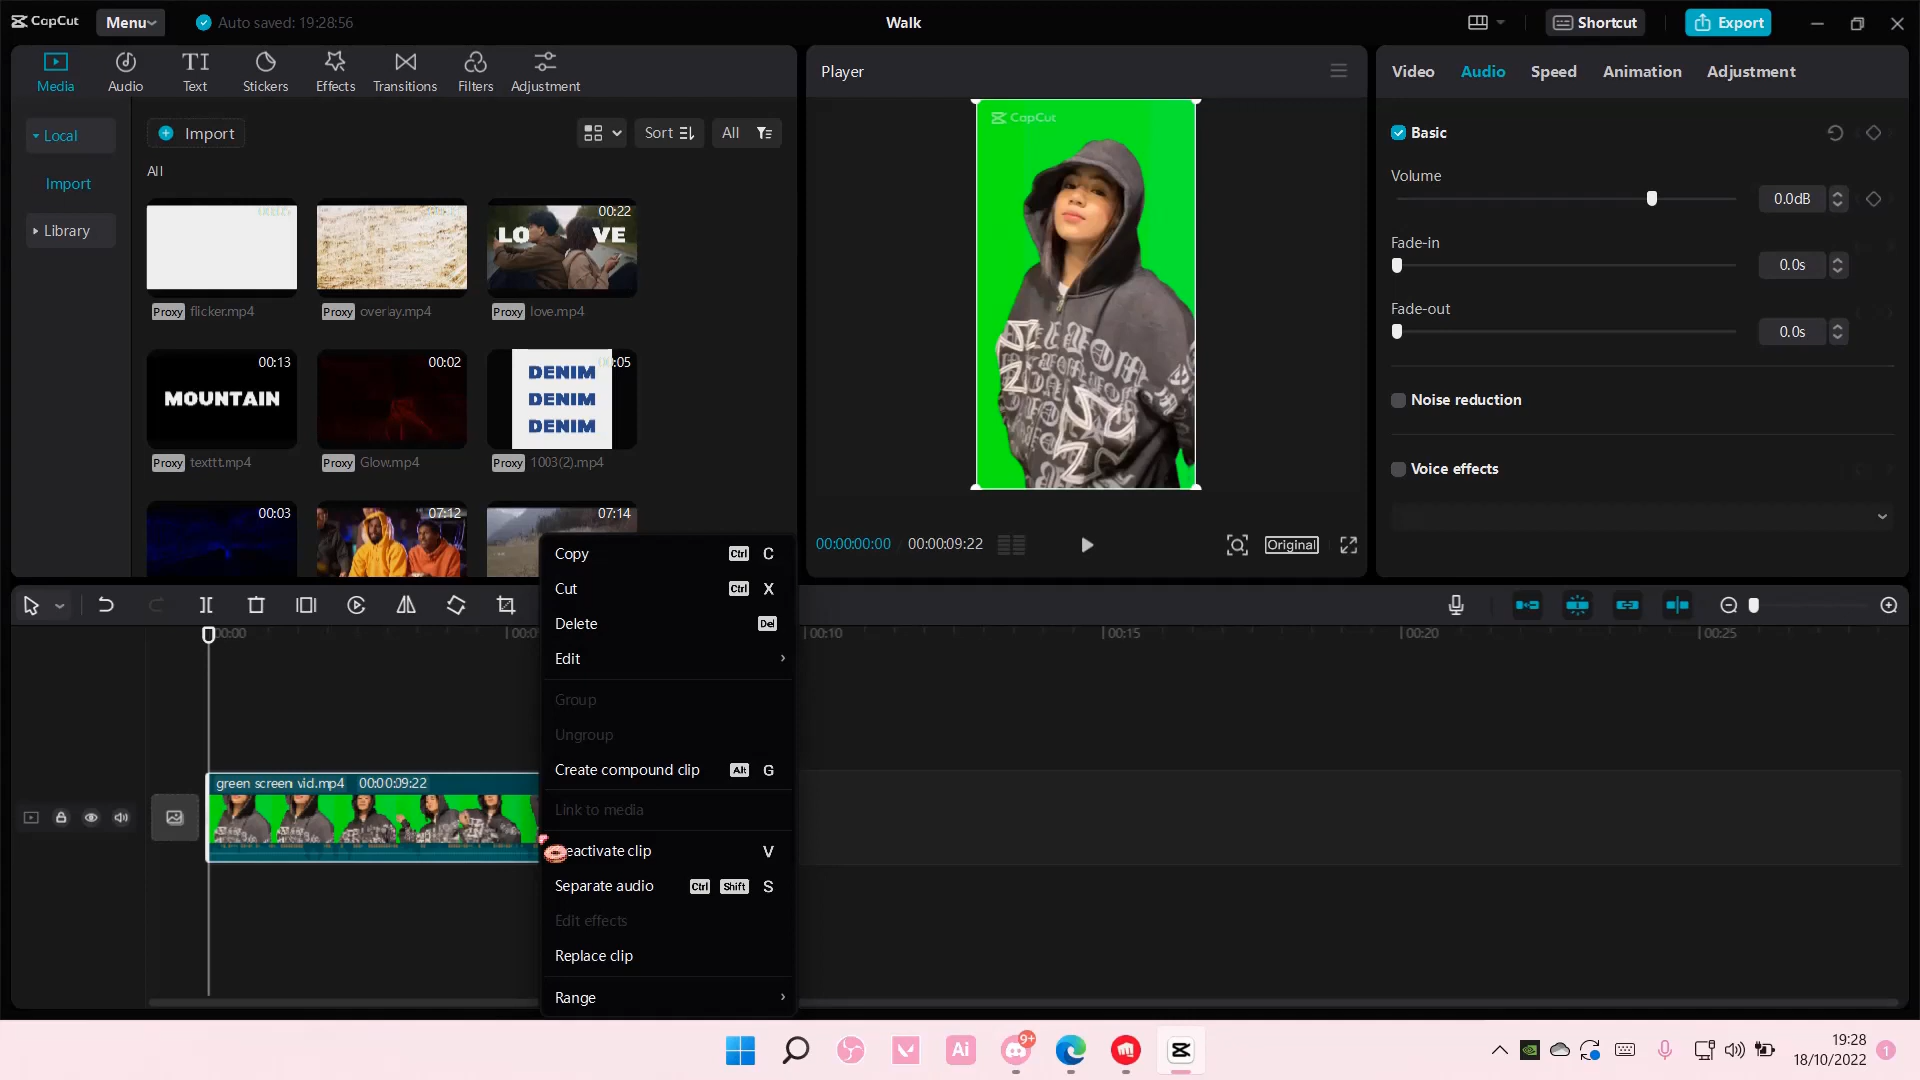 CapCut Menu Auto saved: 19:28:56 Walk Shortcut Export
Media Audio Text Stickers Effects Transitions Filters Adjustment
Local
Import
Library
Import Sort All
All
00:22
LO VE
Proxy flicker.mp4 Proxy overlay.mp4 Proxy love.mp4
00:13 00:02 00:05
MOUNTAIN
DENIM
DENIM
DENIM
Proxy texttt.mp4 Proxy Glow.mp4 Proxy 1003(2).mp4
00:03 07:12 07:14
Player
CapCut
00:00:00:00 / 00:00:09:22 Original
Video Audio Speed Animation Adjustment
Basic
Volume
0.0dB
Fade-in
0.0s
Fade-out
0.0s
Noise reduction
Voice effects
Copy Ctrl C
Cut Ctrl X
Delete Del
Edit
Group
Ungroup
Create compound clip Alt G
Link to media
eactivate clip V
Separate audio Ctrl Shift S
Edit effects
Replace clip
Range
00:10 00:15 00:20 00:25
green screen vid.mp4 00:00:09:22
Ai 9+
19:28
18/10/2022 1